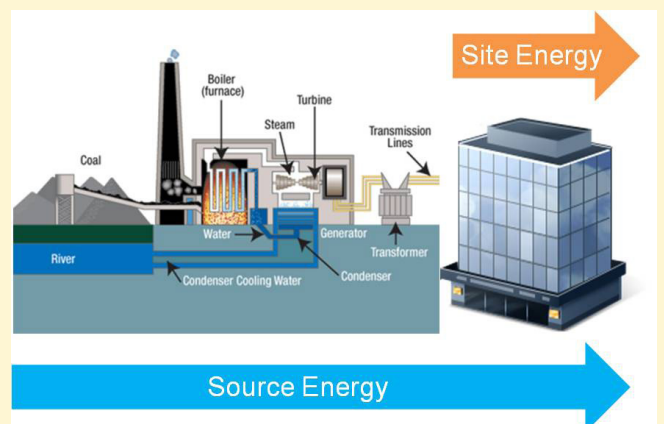 Site Energy
Boiler
(furnace)
Turbine
Steam
Transmission
Lines
Coal
Water
Generator
Transformer
River
Condenser
Condenser Cooling Water
Source Energy